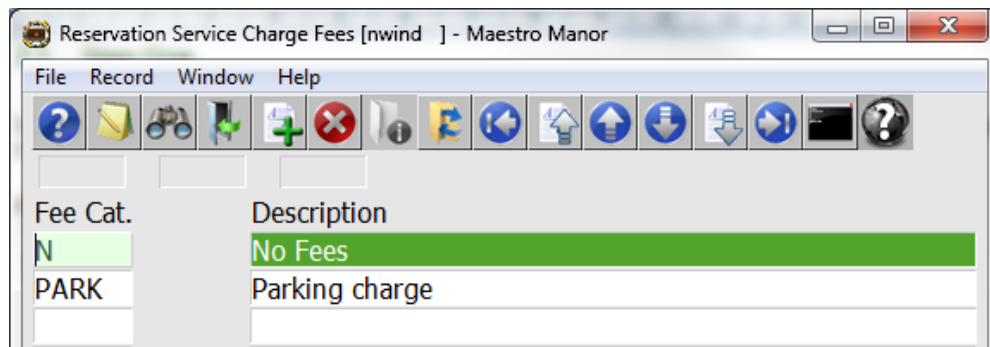 Reservation Service Charge Fees [nwind ] - Maestro Manor
File Record Window Help
Fee Cat. Description
N No Fees
PARK Parking charge